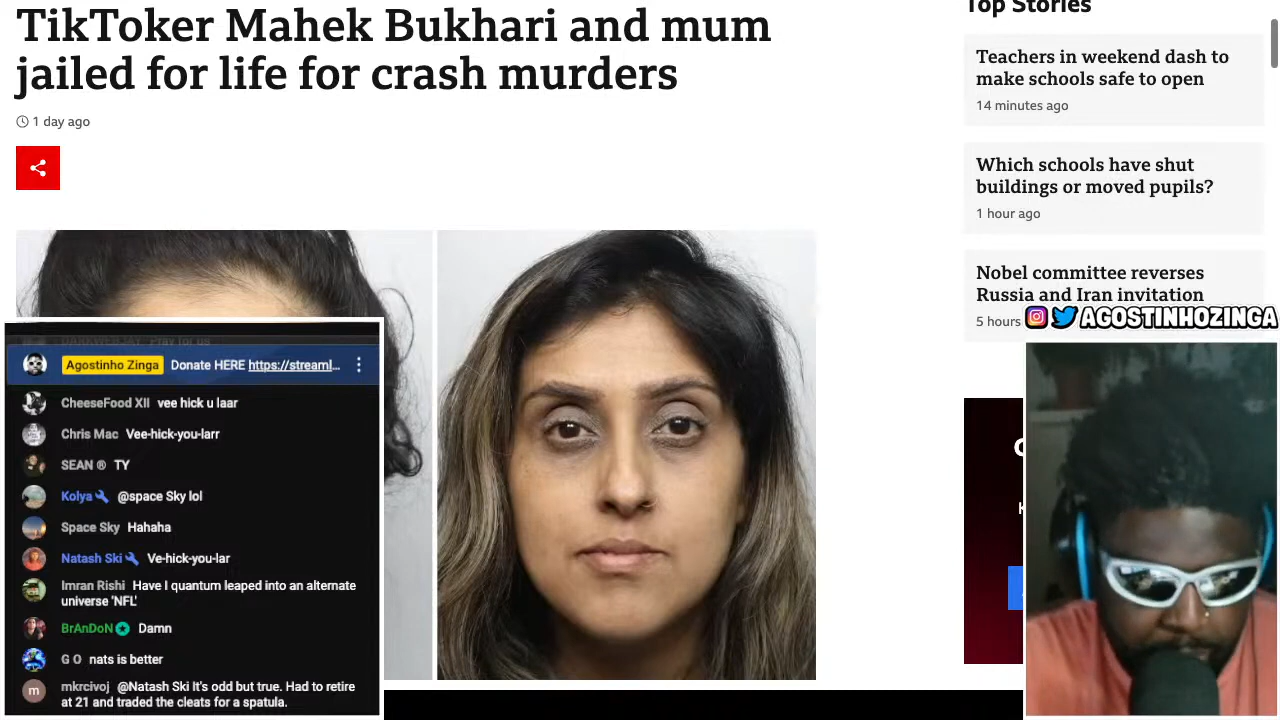 TikToker Mahek Bukhari and mum
jailed for life for crash murders
1 day ago
Top Stories
Teachers in weekend dash to
make schools safe to open
14 minutes ago
Which schools have shut
buildings or moved pupils?
1 hour ago
Nobel committee reverses
Russia and Iran invitation
5 hours
AGOSTINHOZINGA
DARKWEBJAY Pray for us
Agostinho Zinga Donate HERE https://streaml...
CheeseFood XII vee hick u laar
Chris Mac Vee-hick-you-larr
SEAN ® TY
Kolya @space Sky lol
Space Sky Hahaha
Natash Ski Ve-hick-you-lar
Imran Rishi Have I quantum leaped into an alternate
universe 'NFL'
BrAnDoN Damn
G O nats is better
m mkrcivoj @Natash Ski It's odd but true. Had to retire
at 21 and traded the cleats for a spatula.